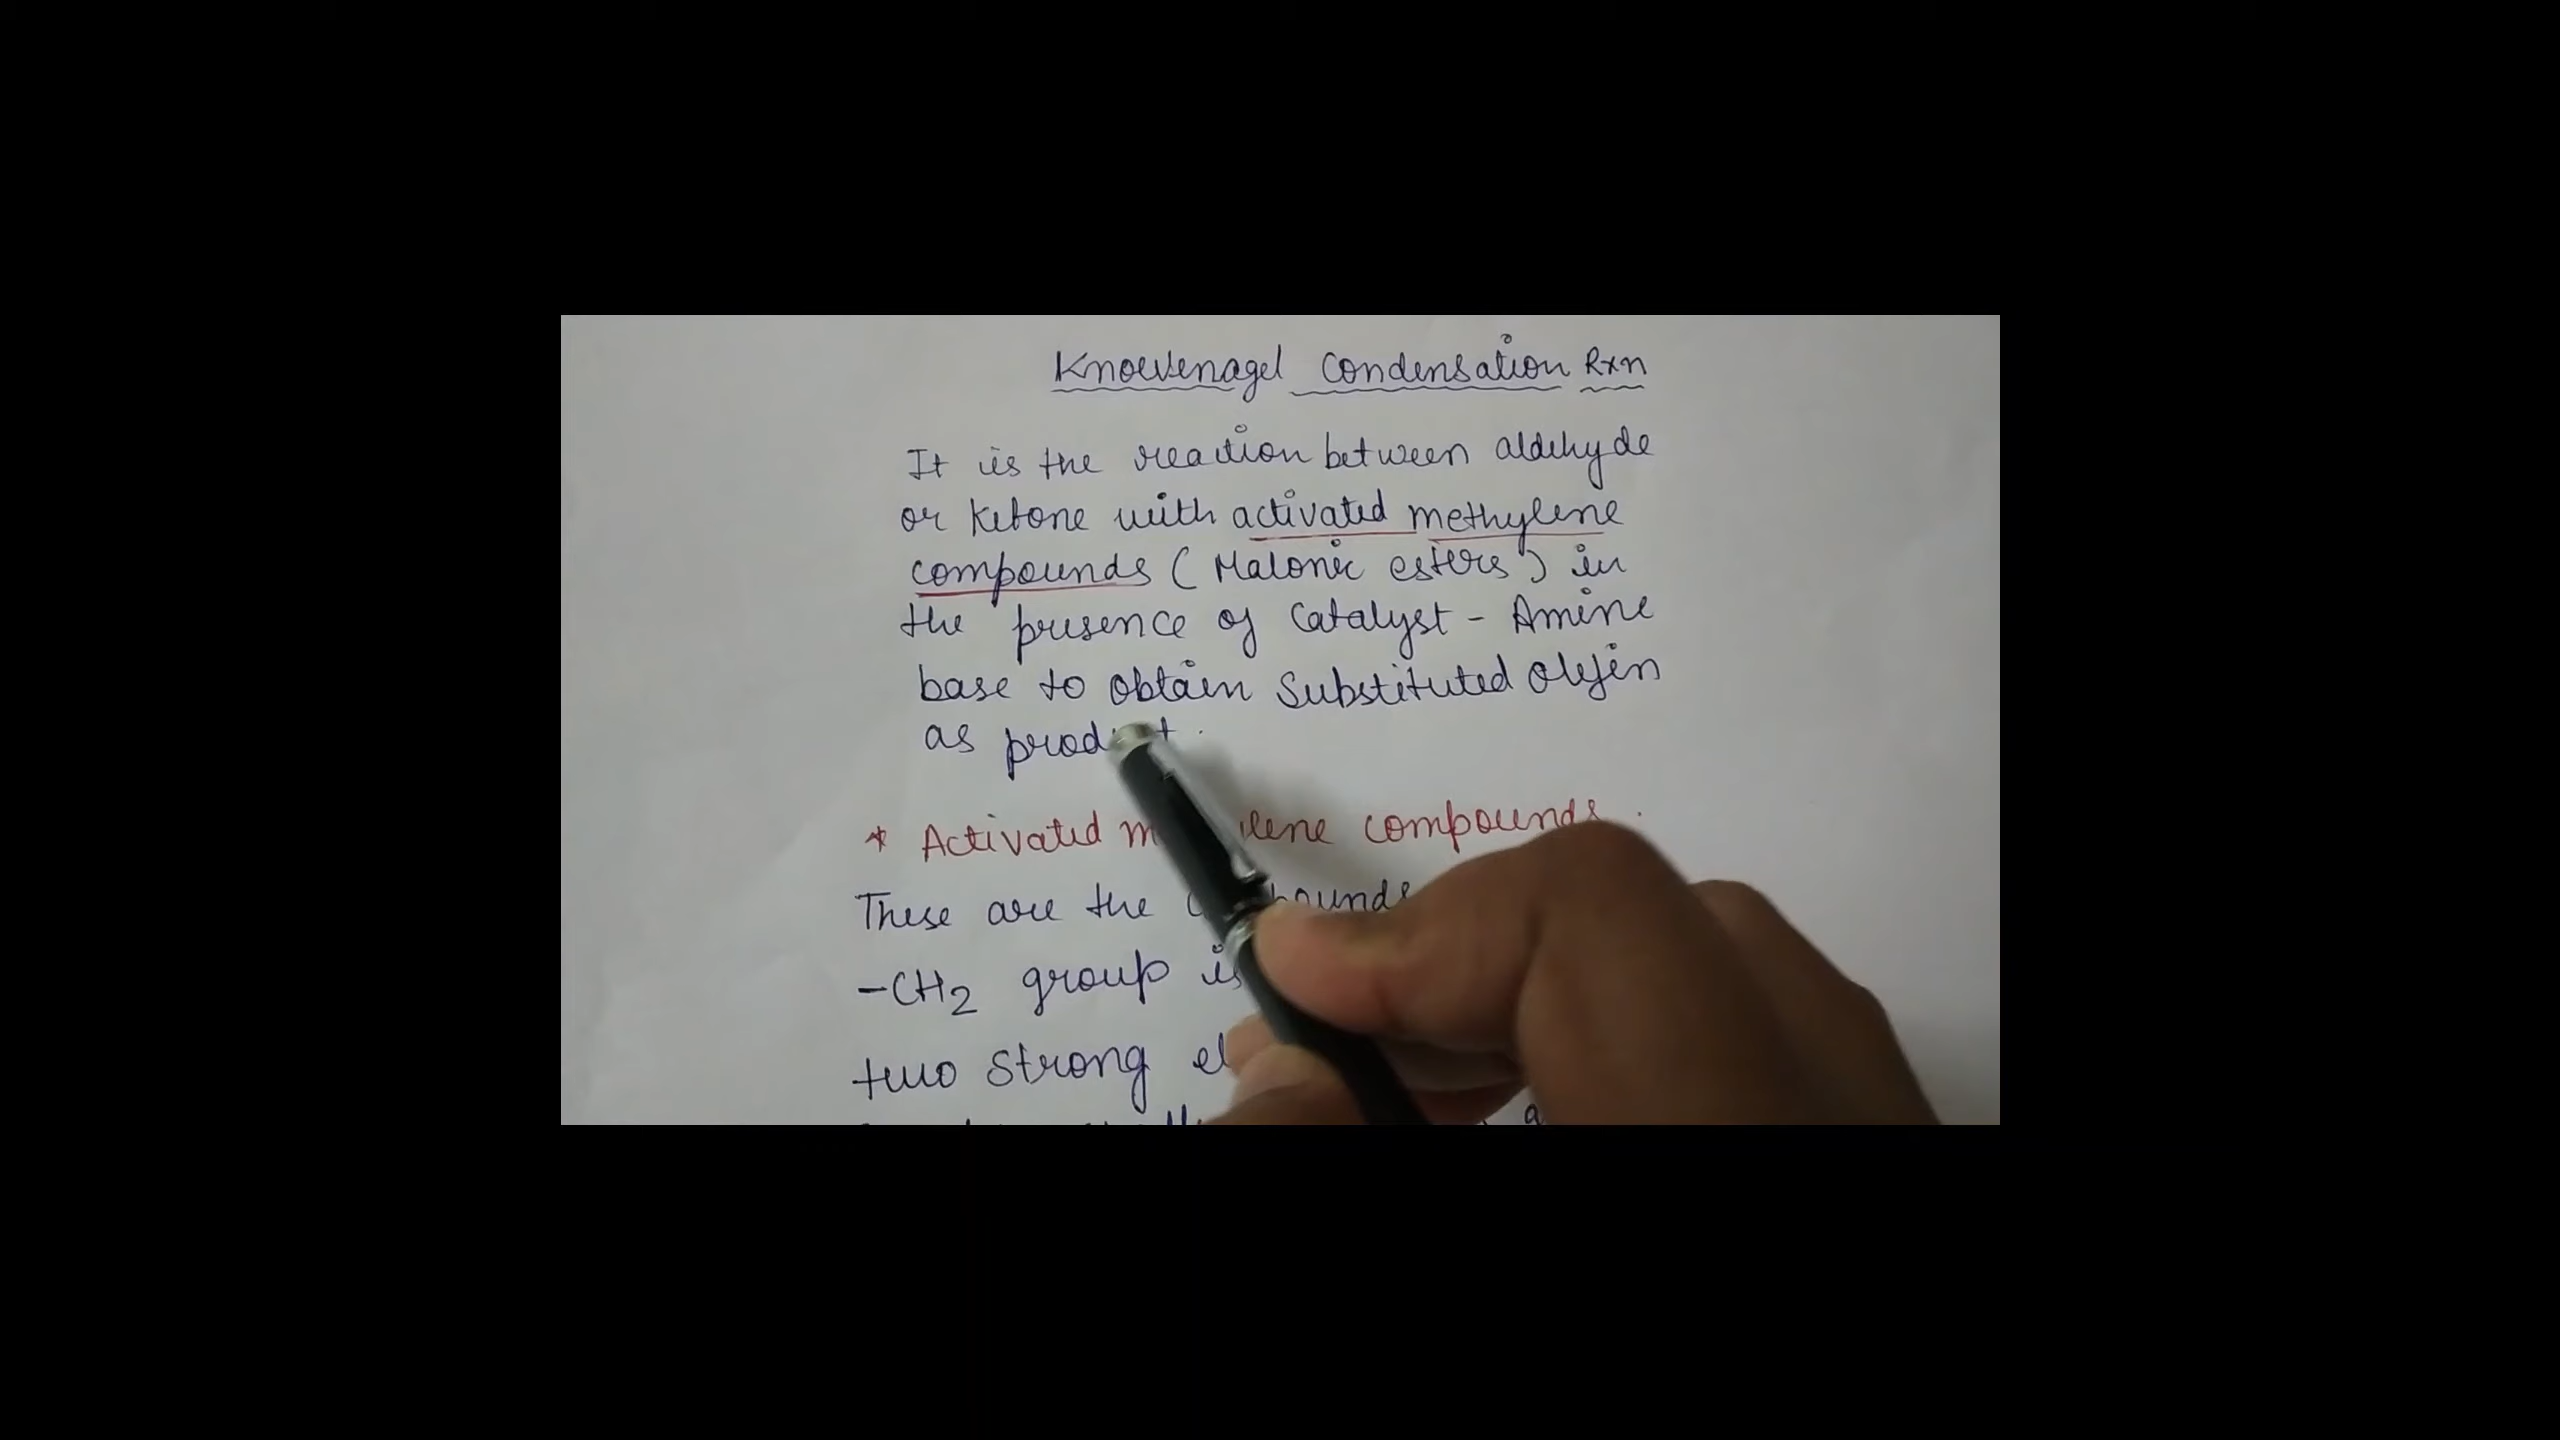 Knoevenagel Condensation Rxn
It is the reaction between aldehyde
or Ketone with activated methylene
compounds (Malonic esters) in
the presence of Catalyst - Amine
base to obtain Substituted Olefin
as
* Activated compounds.
These are the
-CH2 group
two strong